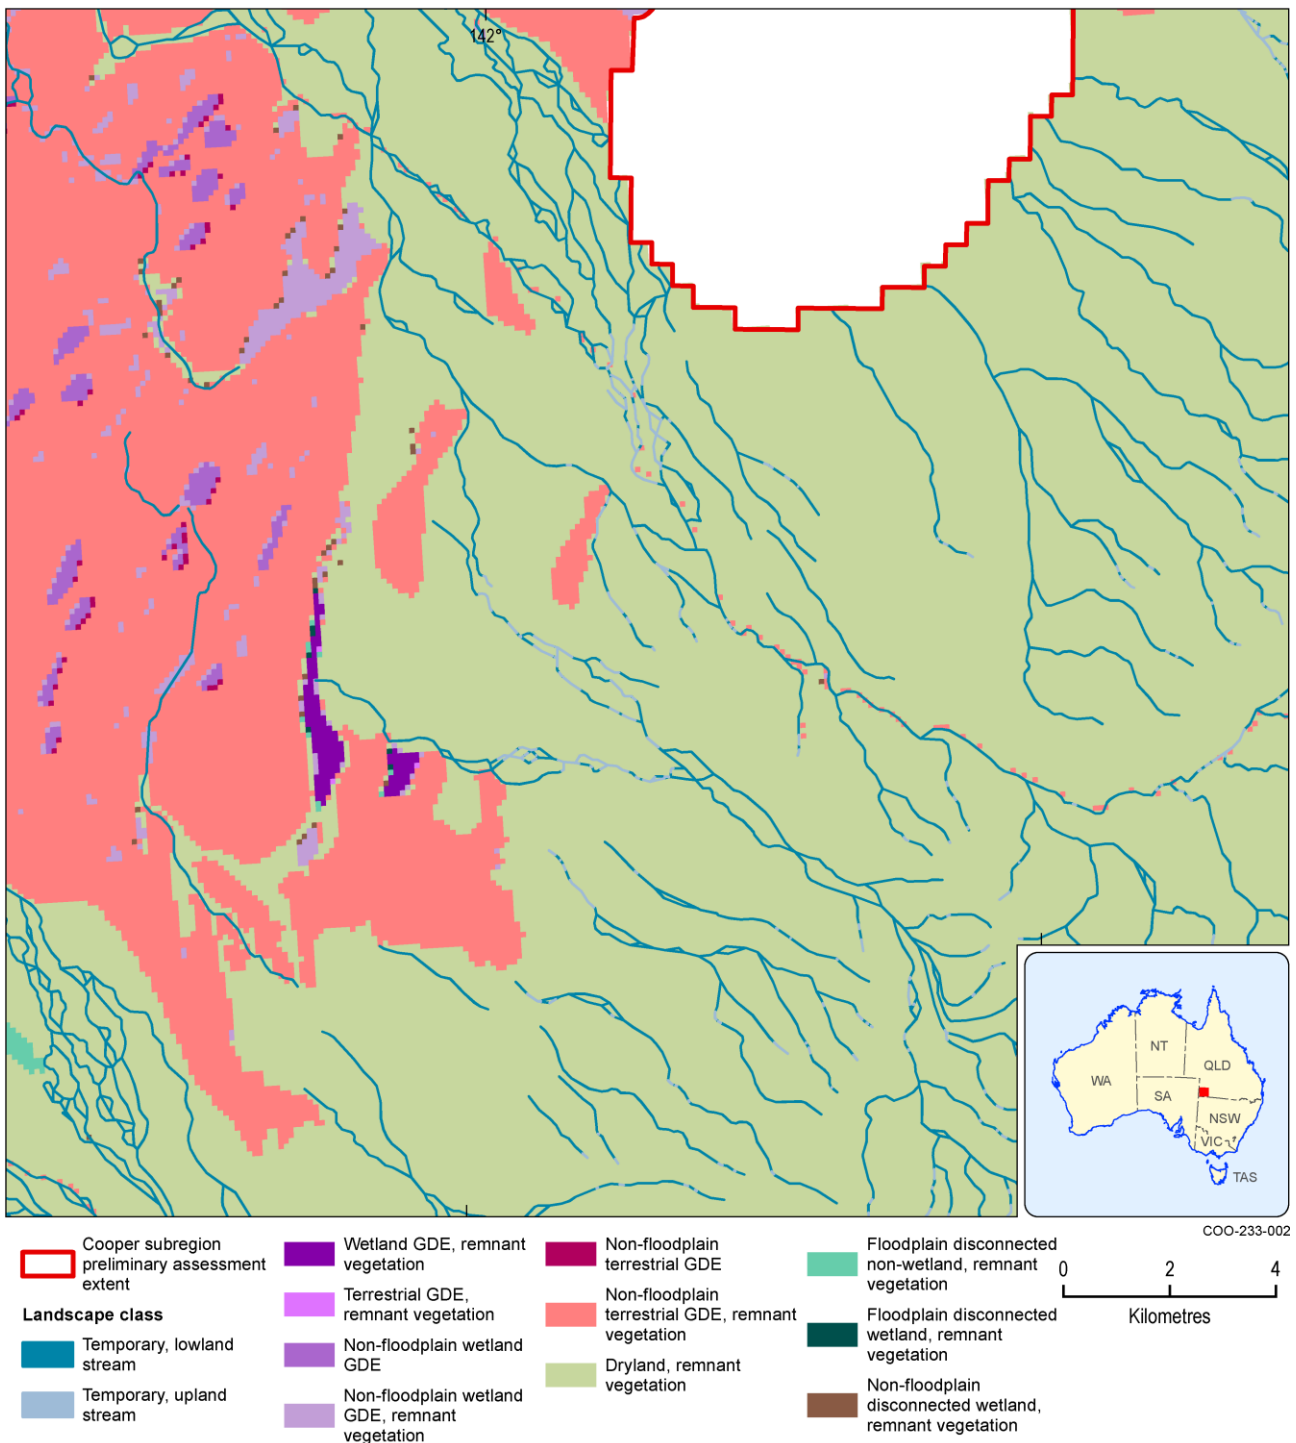 142°
NT
QLD
WA
SA
NSW
VIC
TAS
COO-233-002
Cooper subregion
preliminary assessment
extent
Landscape class
Temporary, lowland
stream
Temporary, upland
stream
Wetland GDE, remnant
vegetation
Terrestrial GDE,
remnant vegetation
Non-floodplain wetland
GDE
Non-floodplain wetland
GDE, remnant
vegetation
Non-floodplain
terrestrial GDE
Non-floodplain
terrestrial GDE, remnant
vegetation
Dryland, remnant
vegetation
Floodplain disconnected
non-wetland, remnant
vegetation
Floodplain disconnected
wetland, remnant
vegetation
Non-floodplain
disconnected wetland,
remnant vegetation
0 2 4
Kilometres